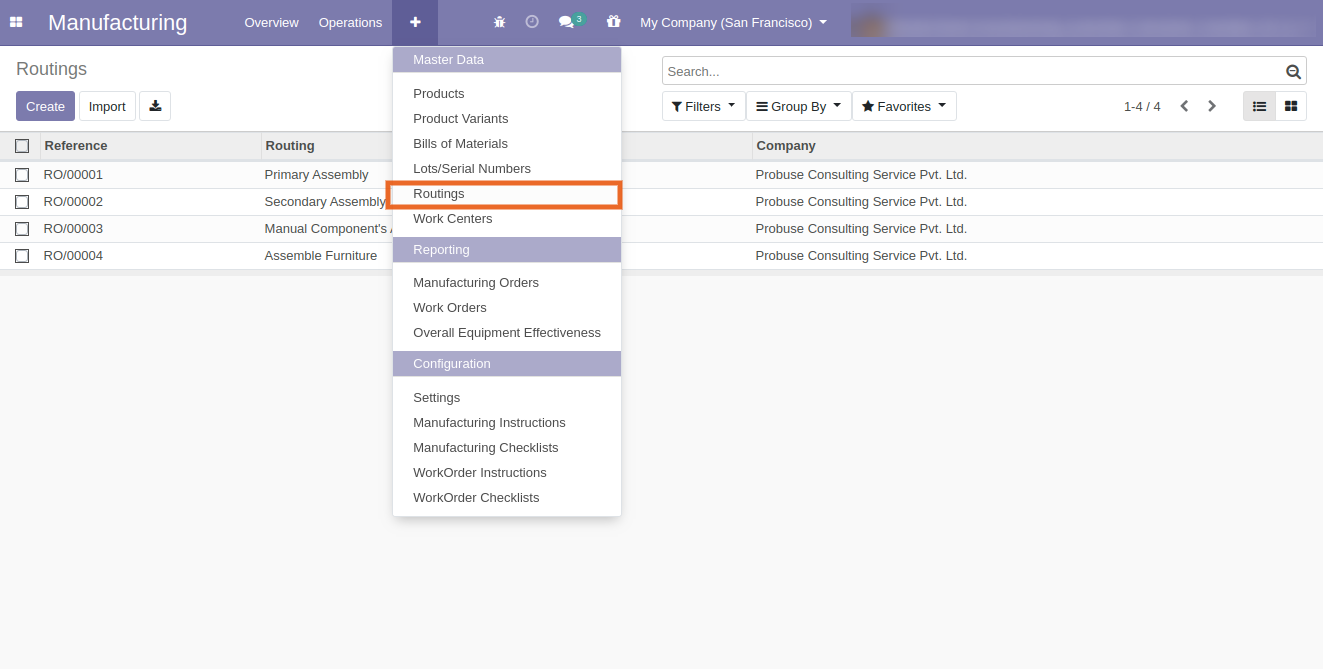 Manufacturing Overview Operations 3 My Company (San Francisco)
Routings
Search...
Create Import
Filters Group By Favorites 1-4 / 4
Reference Routing Company
RO/00001 Primary Assembly Probuse Consulting Service Pvt. Ltd.
RO/00002 Secondary Assembly Probuse Consulting Service Pvt. Ltd.
RO/00003 Manual Component's Probuse Consulting Service Pvt. Ltd.
RO/00004 Assemble Furniture Probuse Consulting Service Pvt. Ltd.
Master Data
Products
Product Variants
Bills of Materials
Lots/Serial Numbers
Routings
Work Centers
Reporting
Manufacturing Orders
Work Orders
Overall Equipment Effectiveness
Configuration
Settings
Manufacturing Instructions
Manufacturing Checklists
WorkOrder Instructions
WorkOrder Checklists